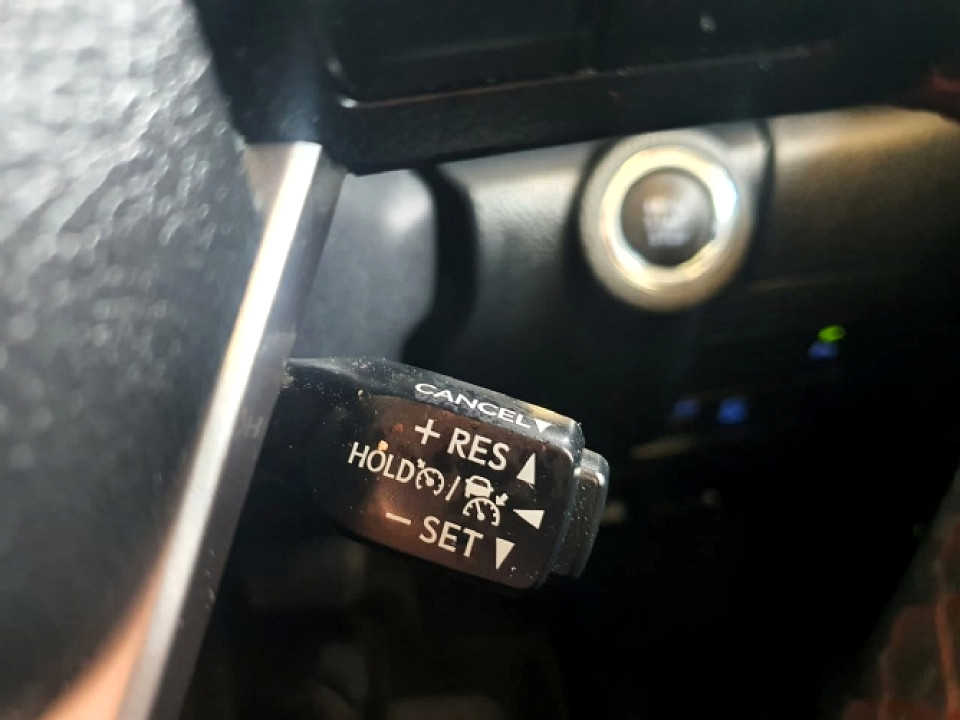 CANCEL▼
+ RES ▲
HOLD / ◀
− SET ▼